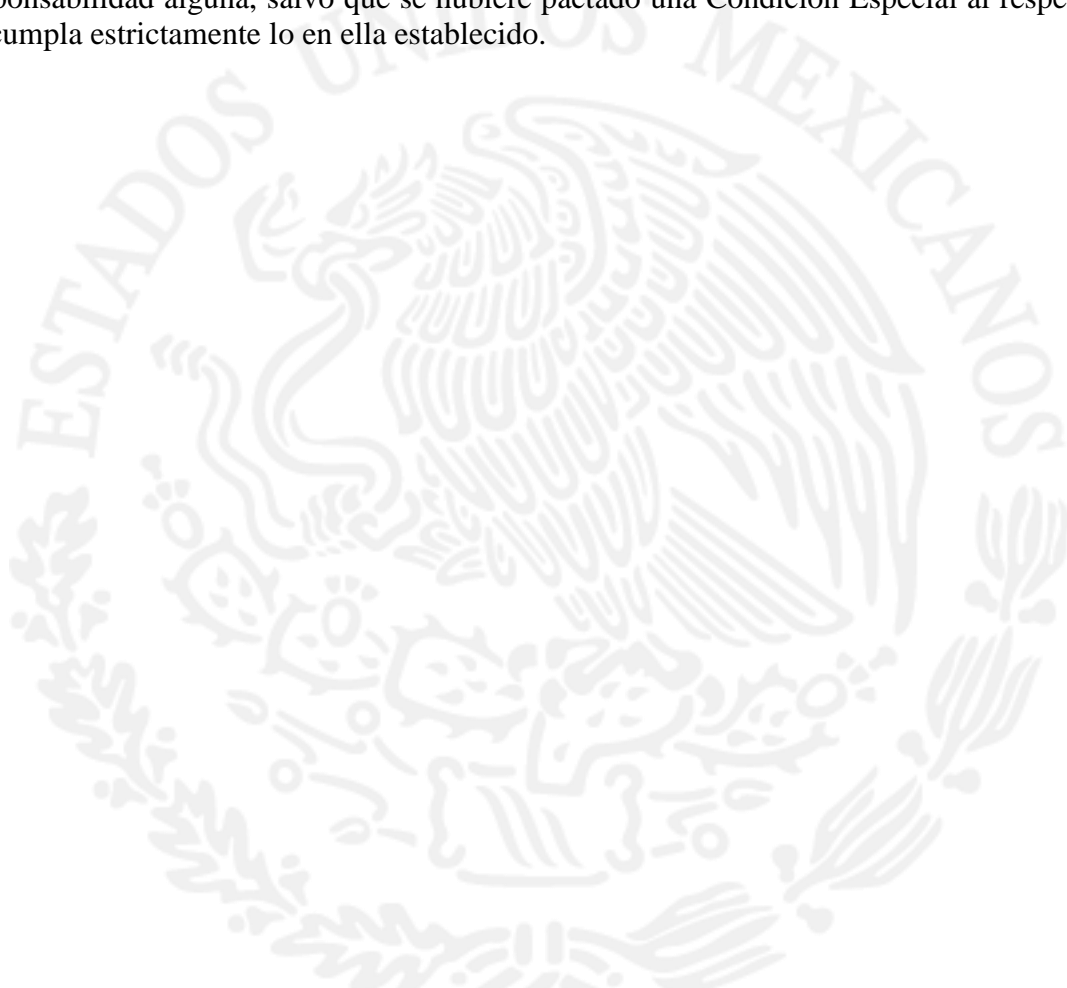 ponsabilidad alguna, salvo que se hubiere pactado una Condición Especial al respe
cumpla estrictamente lo en ella establecido.
ESTADOS UNIDOS MEXICANOS